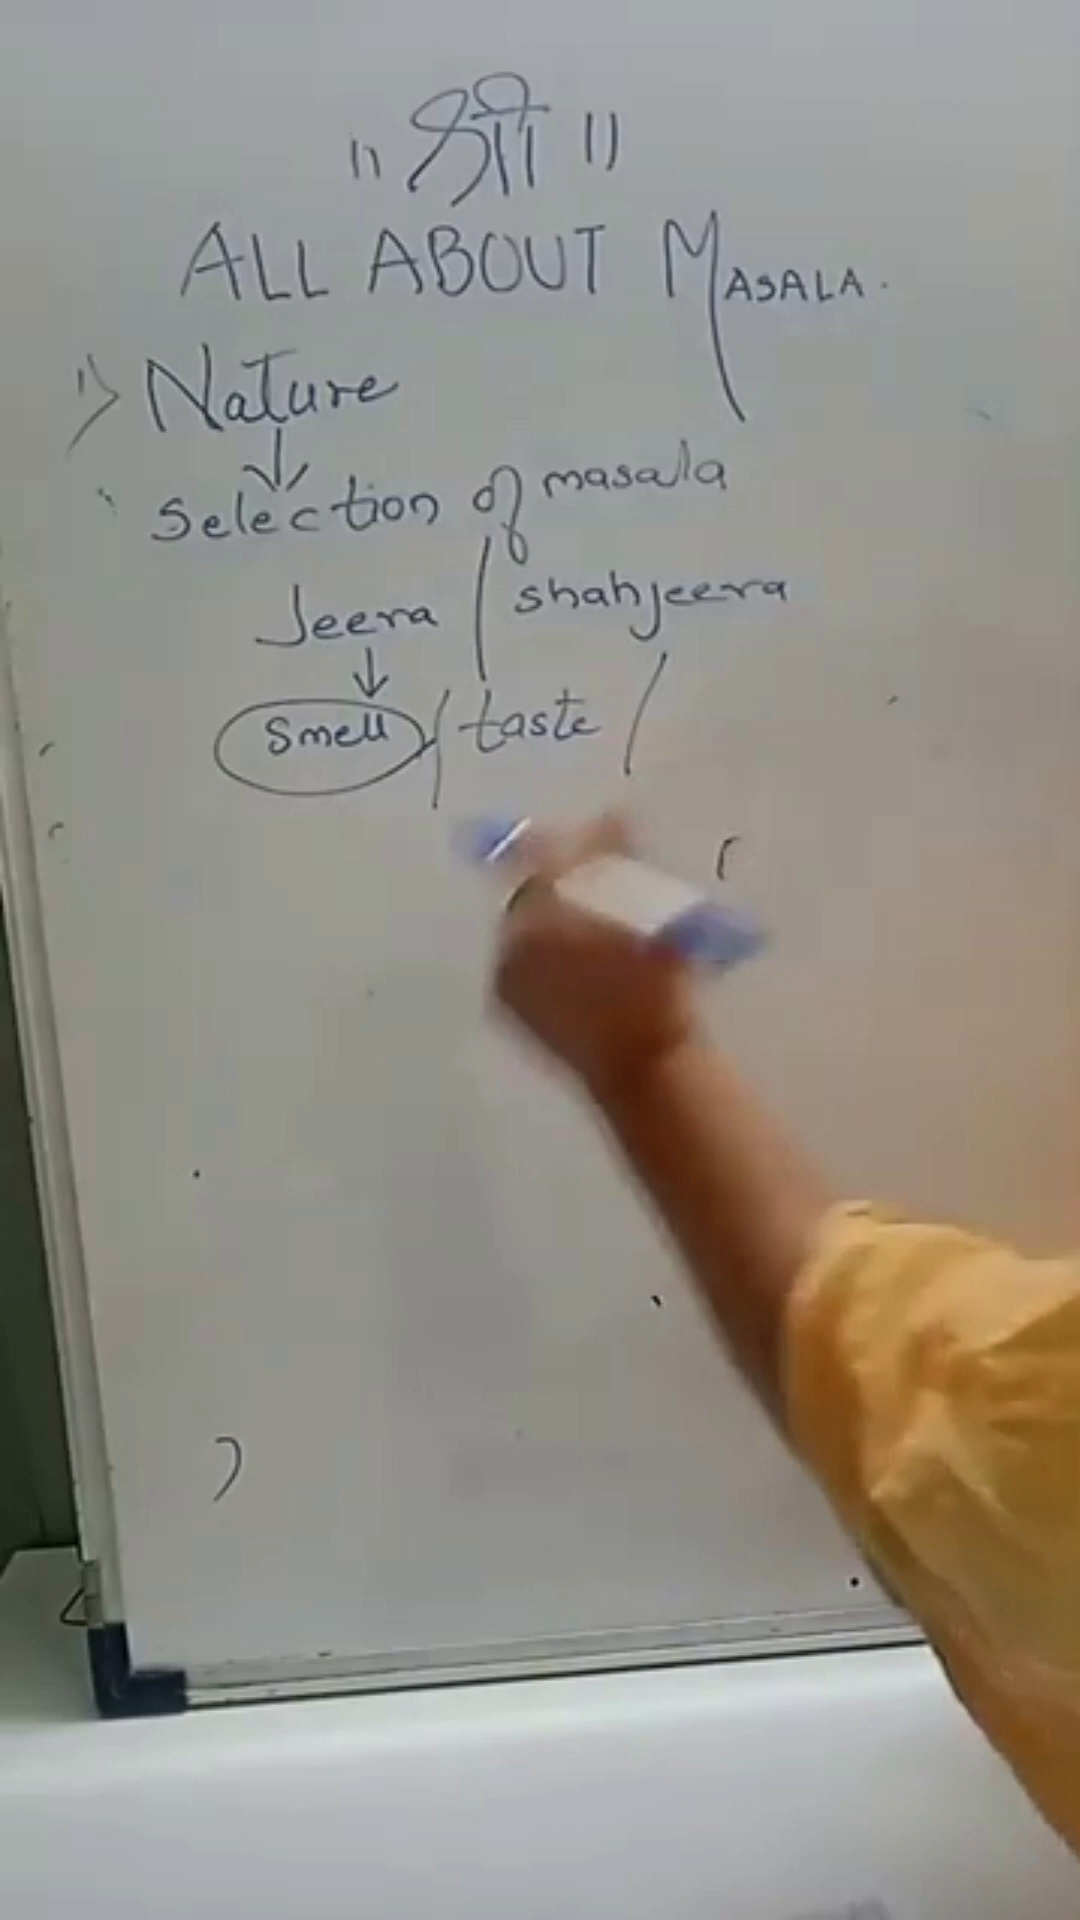 " श्री "
ALL ABOUT MASALA.
1> Nature
↓
Selection of masala
Jeera / shahjeera
↓
Smell / taste /